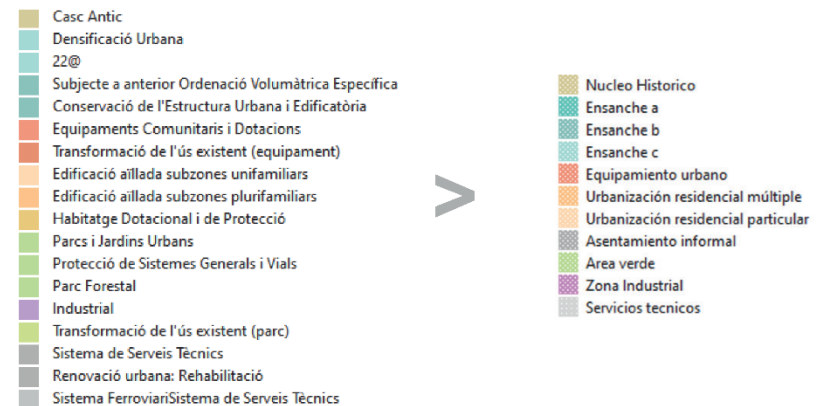 Casc Antic
Densificació Urbana
22@
Subjecte a anterior Ordenació Volumàtrica Específica
Conservació de l'Estructura Urbana i Edificatòria
Equipaments Comunitaris i Dotacions
Transformació de l'ús existent (equipament)
Edificació aïllada subzones unifamiliars
Edificació aïllada subzones plurifamiliars
Habitatge Dotacional i de Protecció
Parcs i Jardins Urbans
Protecció de Sistemes Generals i Vials
Parc Forestal
Industrial
Transformació de l'ús existent (parc)
Sistema de Serveis Tècnics
Renovació urbana: Rehabilitació
Sistema FerroviariSistema de Serveis Tècnics
>
Nucleo Historico
Ensanche a
Ensanche b
Ensanche c
Equipamiento urbano
Urbanización residencial múltiple
Urbanización residencial particular
Asentamiento informal
Area verde
Zona Industrial
Servicios tecnicos